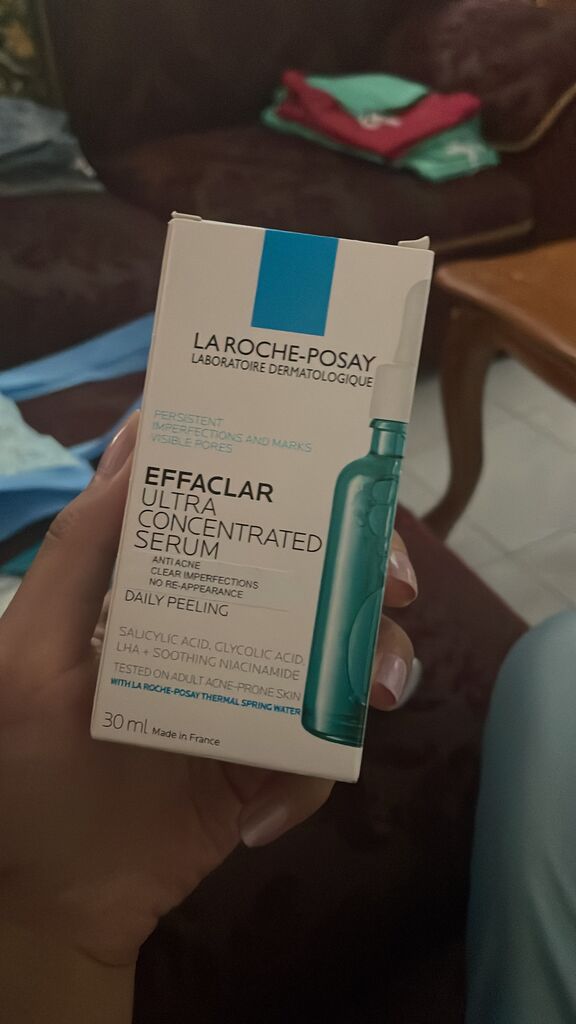 LA ROCHE-POSAY
LABORATOIRE DERMATOLOGIQUE
PERSISTENT
IMPERFECTIONS AND MARKS
VISIBLE PORES
EFFACLAR
ULTRA
CONCENTRATED
SERUM
ANTI ACNE
CLEAR IMPERFECTIONS
NO RE-APPEARANCE
DAILY PEELING
SALICYLIC ACID, GLYCOLIC ACID,
LHA + SOOTHING NIACINAMIDE
TESTED ON ADULT ACNE-PRONE SKIN
WITH LA ROCHE-POSAY THERMAL SPRING WATER
30 ml Made in France